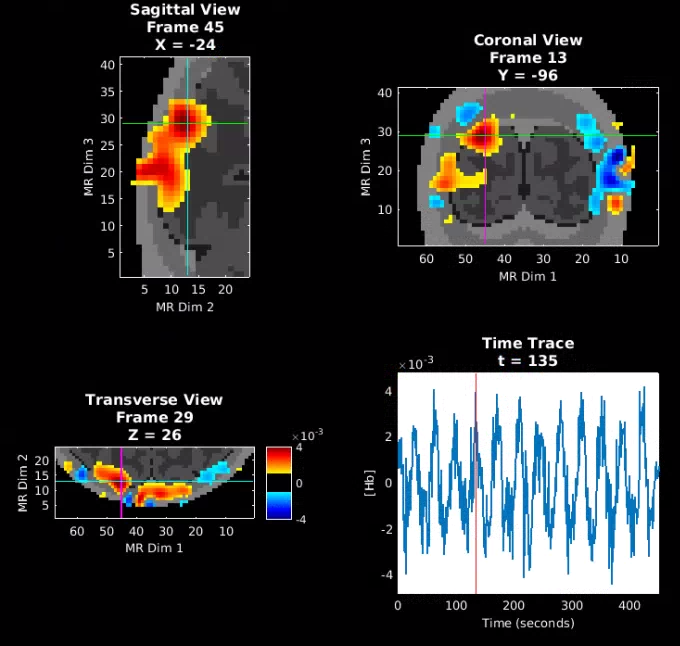 Sagittal View
Frame 45
X = -24
40
35
30
25
20
15
10
5
MR Dim 3
5 10 15 20
MR Dim 2
Coronal View
Frame 13
Y = -96
40
30
20
10
MR Dim 3
60 50 40 30 20 10
MR Dim 1
Transverse View
Frame 29
Z = 26
20
15
10
5
MR Dim 2
60 50 40 30 20 10
MR Dim 1
×10⁻³
4
0
-4
Time Trace
t = 135
×10⁻³
4
2
0
-2
-4
[Hb]
0 100 200 300 400
Time (seconds)